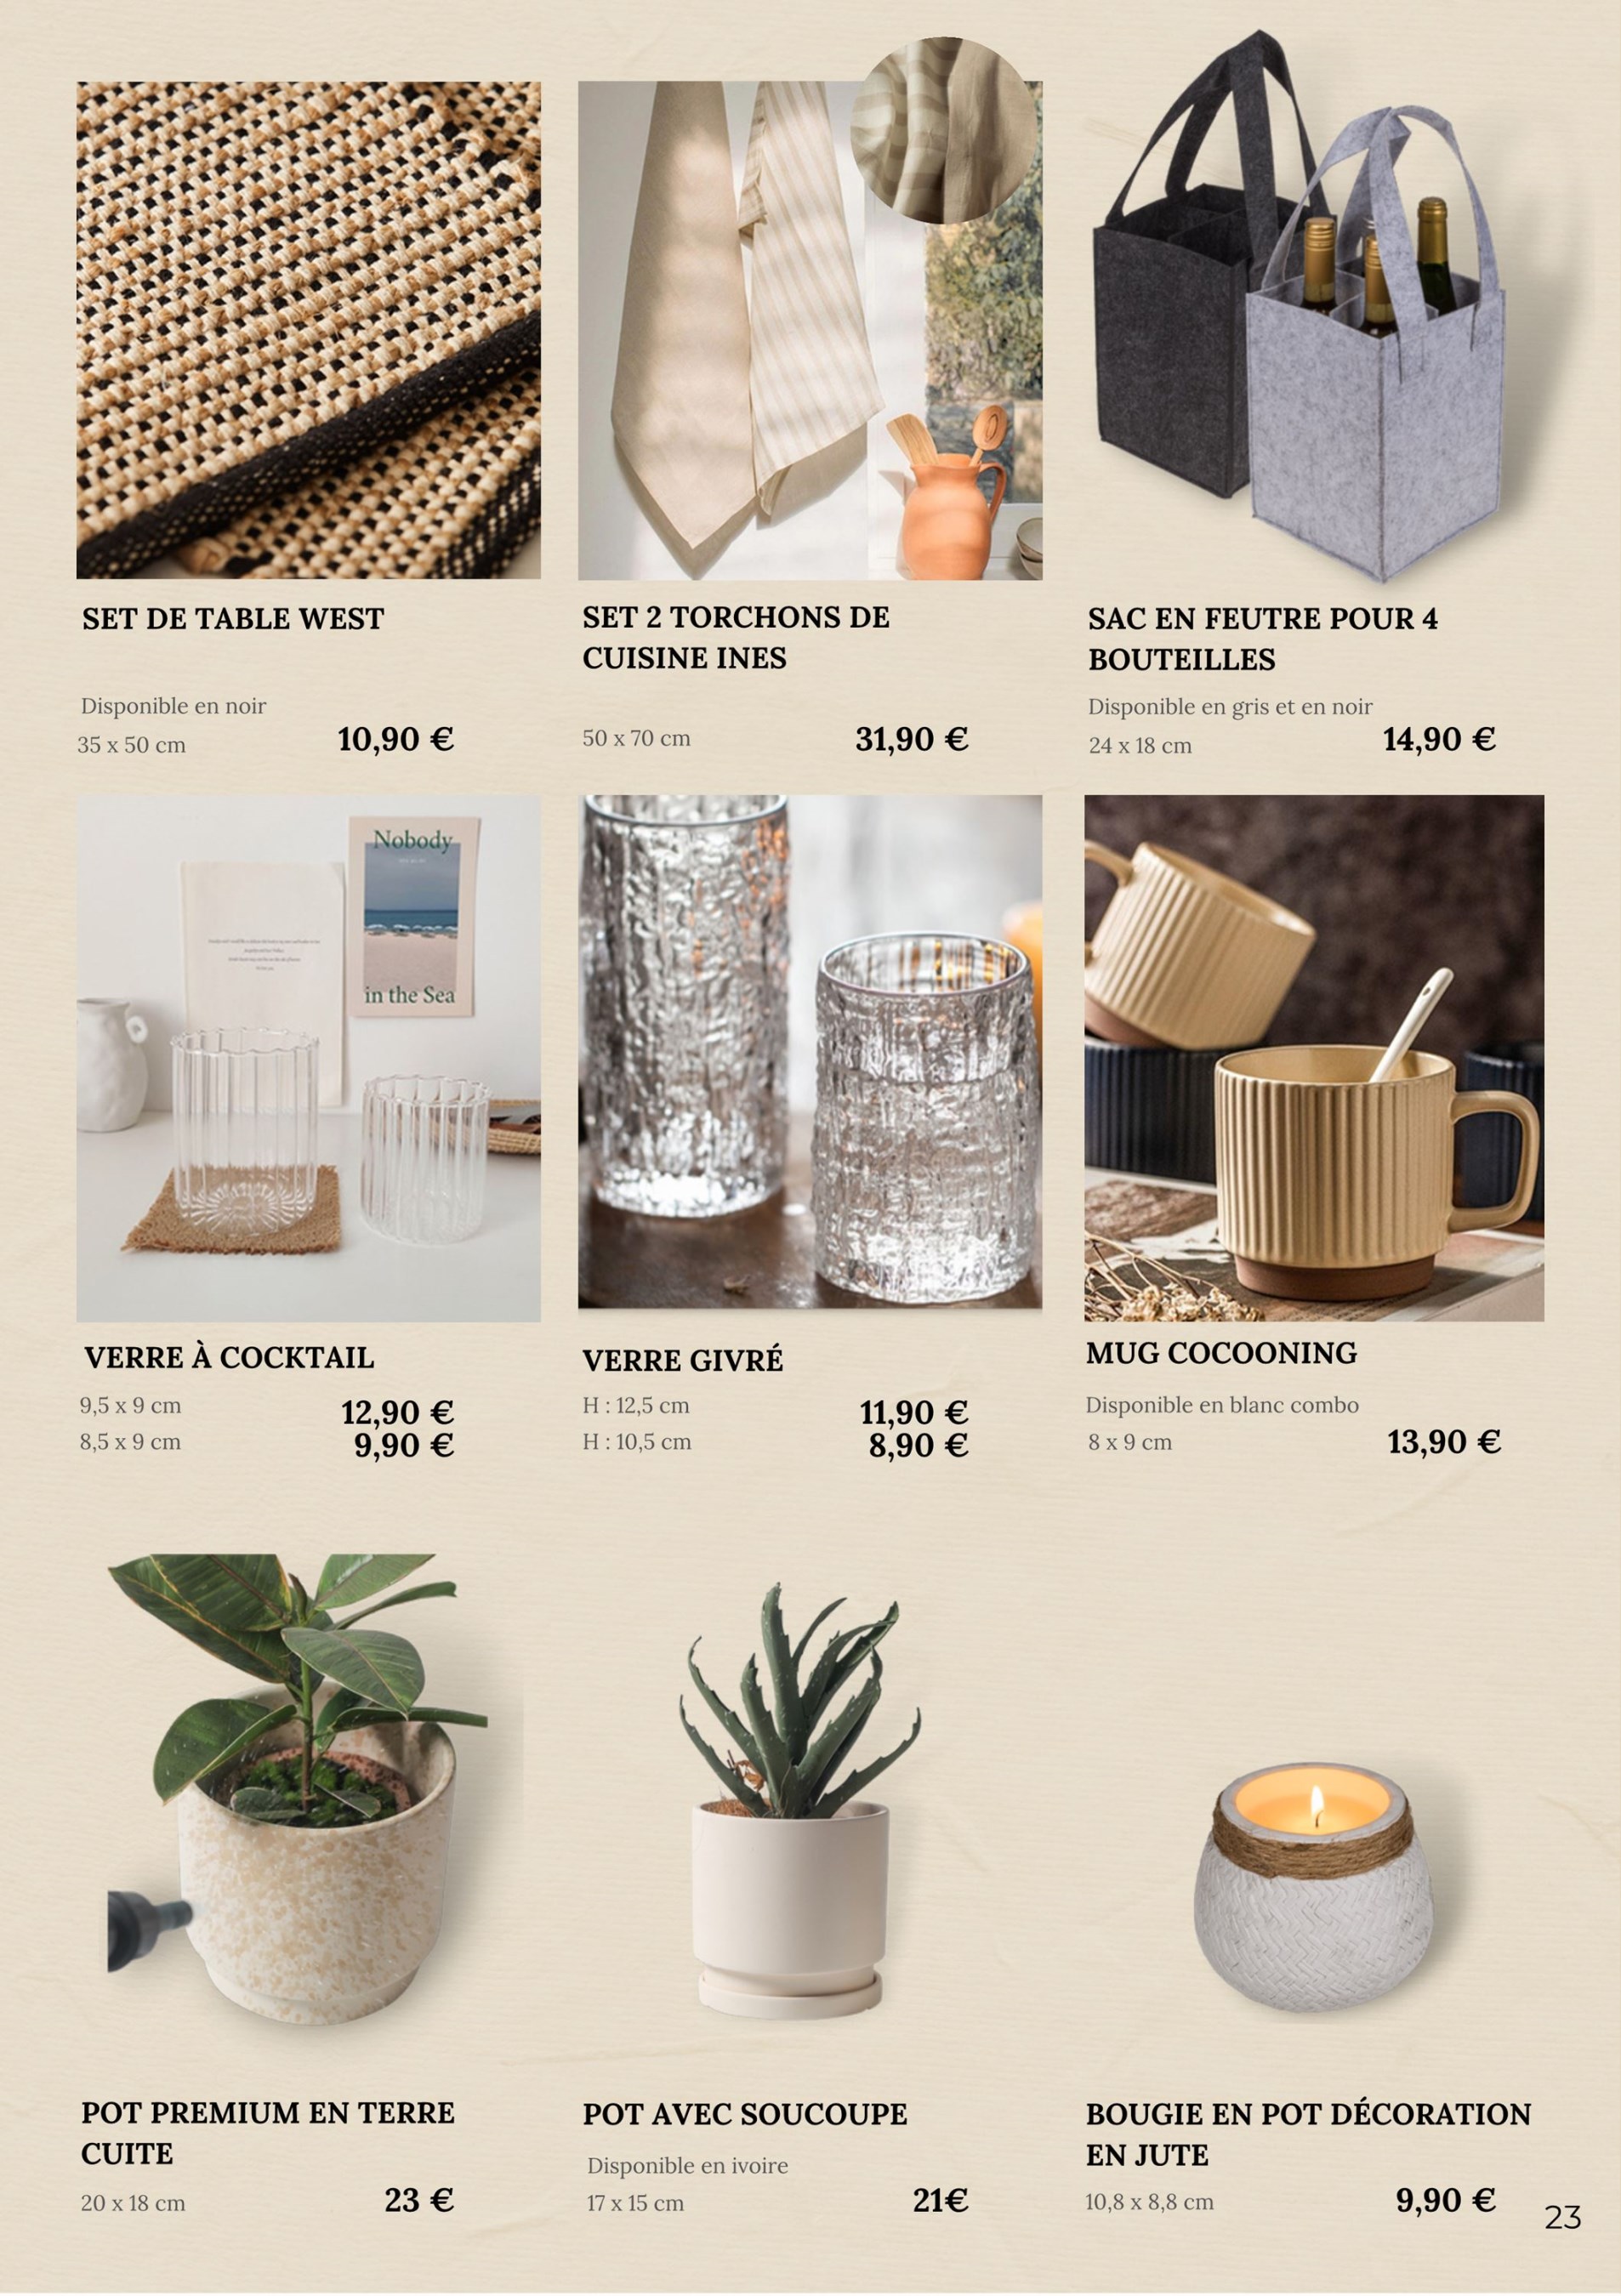 SET DE TABLE WEST
Disponible en noir
35 x 50 cm
10,90 €
SET 2 TORCHONS DE
CUISINE INES
50 x 70 cm
31,90 €
SAC EN FEUTRE POUR 4
BOUTEILLES
Disponible en gris et en noir
24 x 18 cm
14,90 €
Nobody
in the Sea
VERRE À COCKTAIL
9,5 x 9 cm
12,90 €
8,5 x 9 cm
9,90 €
VERRE GIVRÉ
H : 12,5 cm
11,90 €
H : 10,5 cm
8,90 €
MUG COCOONING
Disponible en blanc combo
8 x 9 cm
13,90 €
POT PREMIUM EN TERRE
CUITE
20 x 18 cm
23 €
POT AVEC SOUCOUPE
Disponible en ivoire
17 x 15 cm
21€
BOUGIE EN POT DÉCORATION
EN JUTE
10,8 x 8,8 cm
9,90 €
23